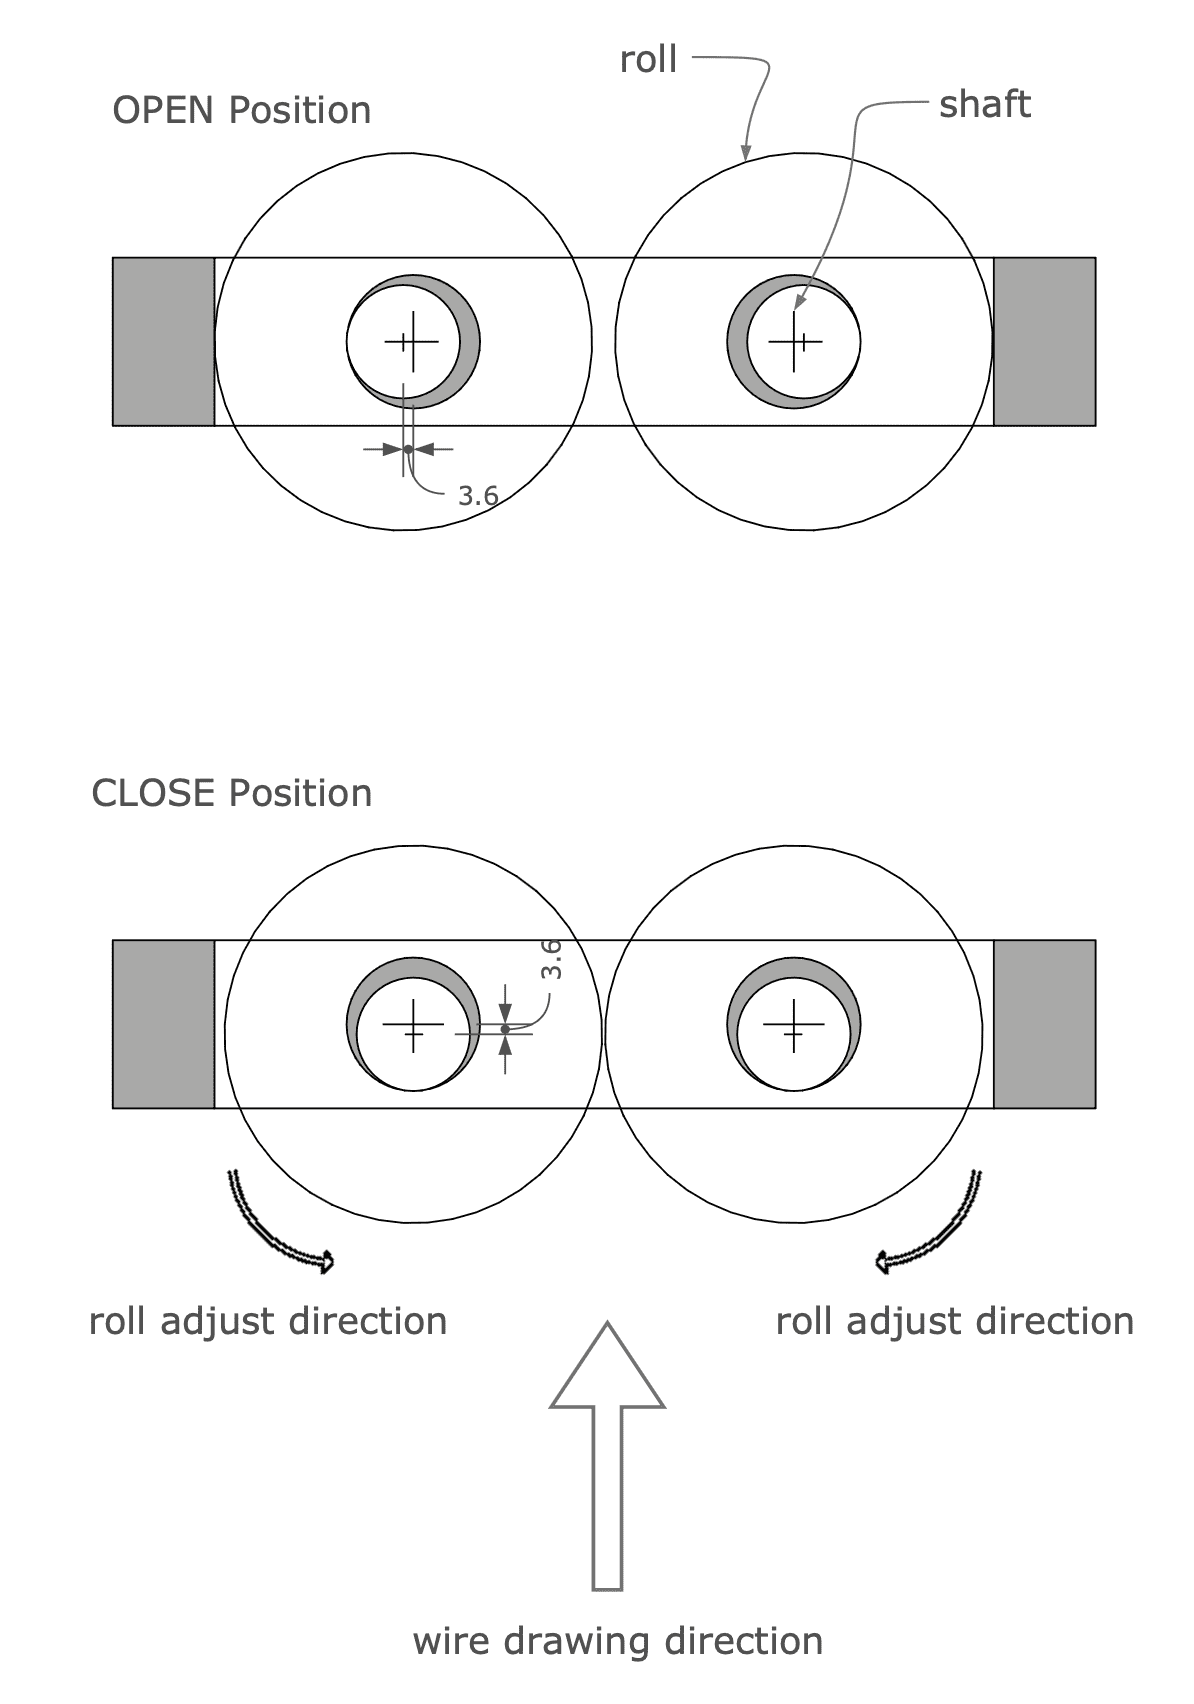 roll
shaft
OPEN Position
3.6
CLOSE Position
3.6
roll adjust direction
roll adjust direction
wire drawing direction